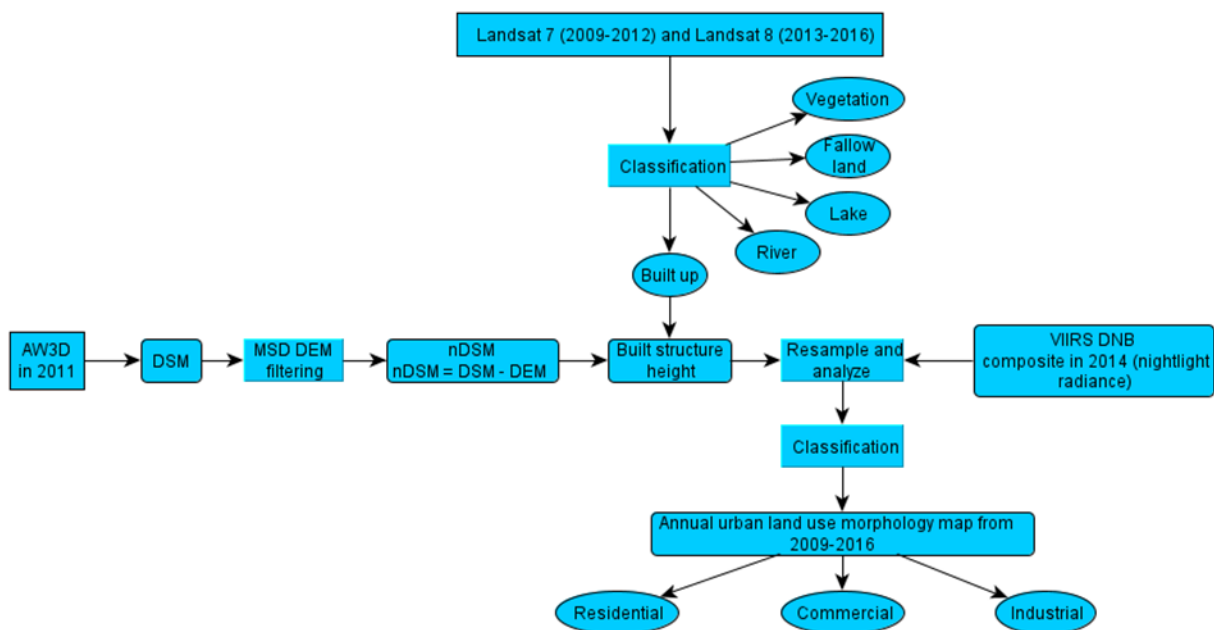 Landsat 7 (2009-2012) and Landsat 8 (2013-2016)
Vegetation
Classification
Fallow
land
Lake
River
Built up
AW3D
in 2011
DSM
MSD DEM
filtering
nDSM
nDSM = DSM - DEM
Built structure
height
Resample and
analyze
VIIRS DNB
composite in 2014 (nightlight
radiance)
Classification
Annual urban land use morphology map from
2009-2016
Residential
Commercial
Industrial